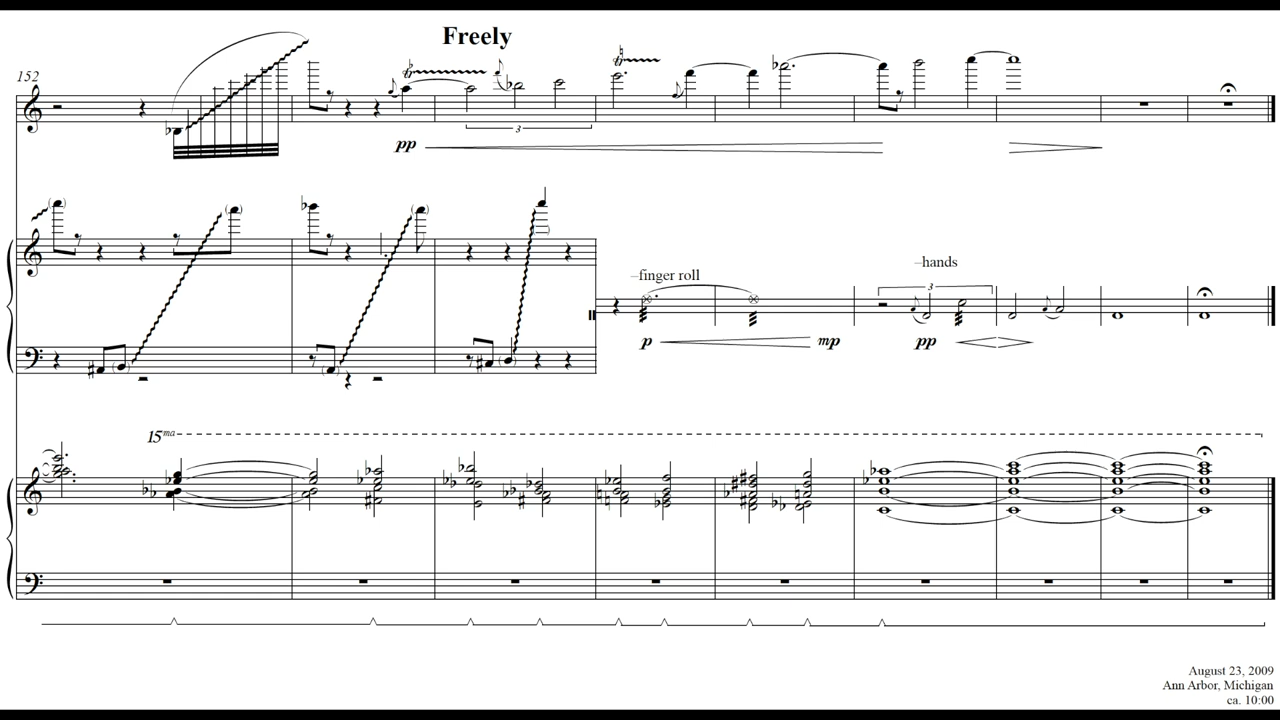 Freely
152
3
pp
–finger roll
–hands
3
p
mp
pp
15ma
August 23, 2009
Ann Arbor, Michigan
ca. 10:00